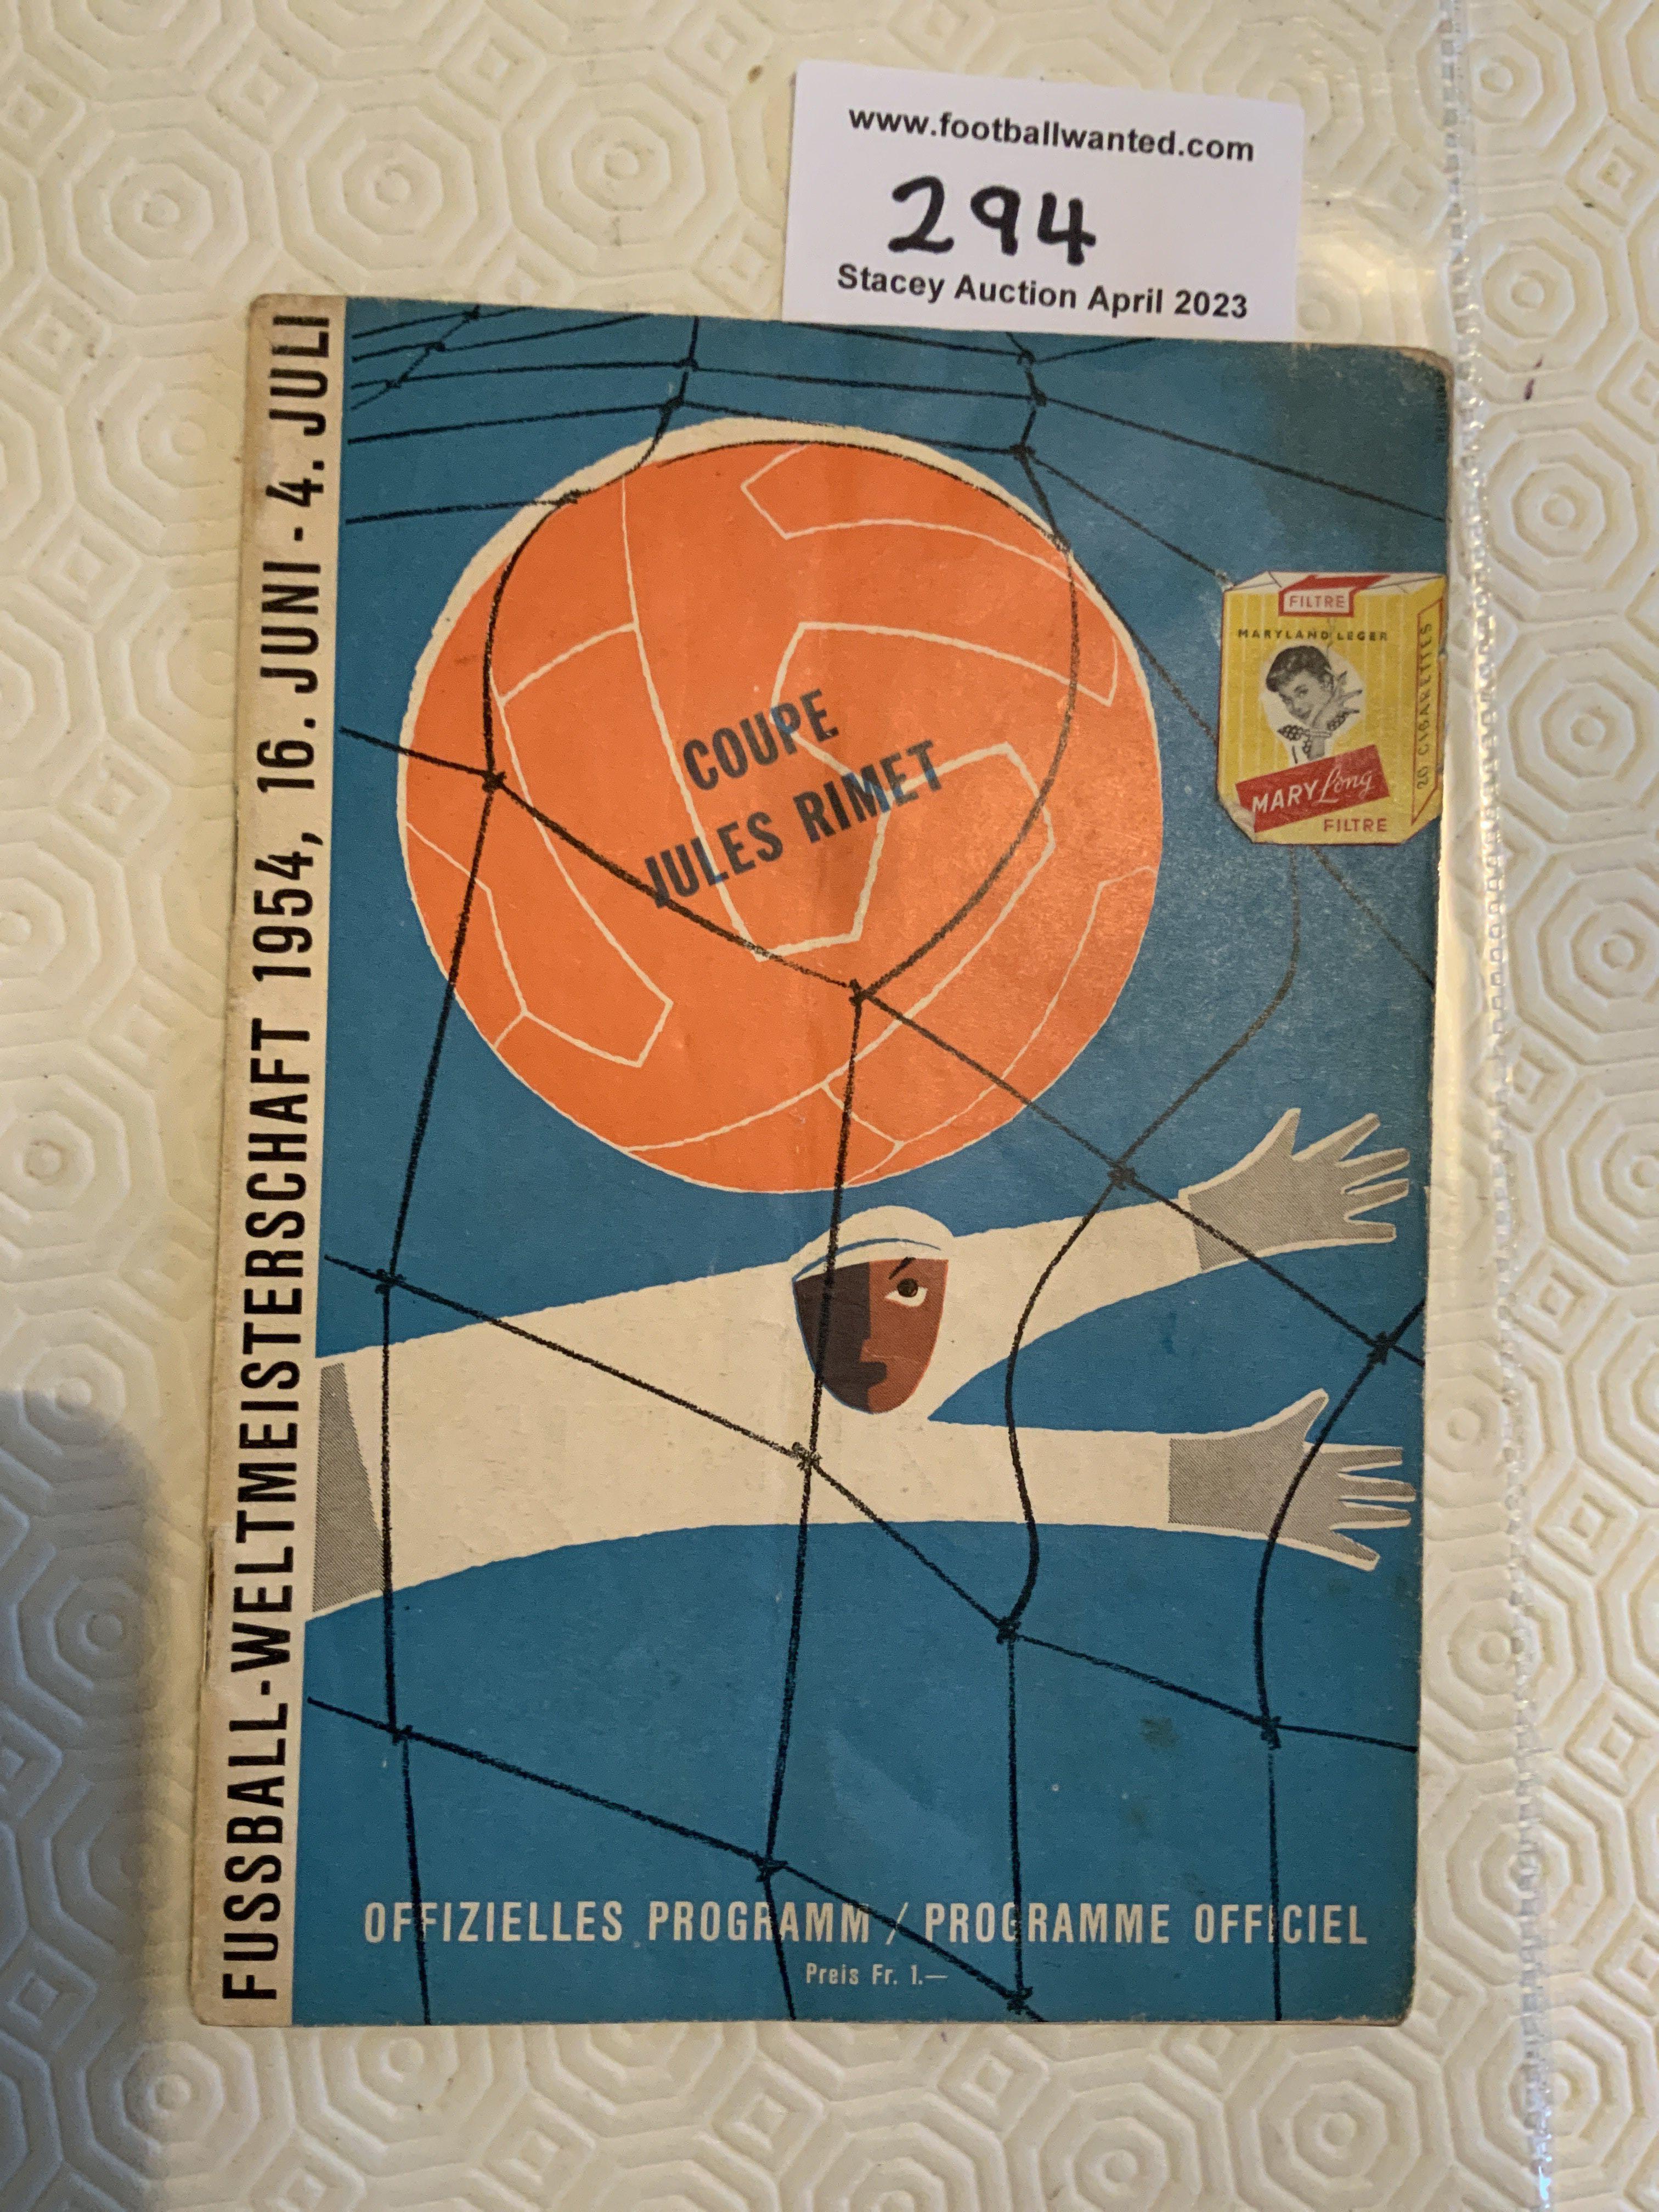 www.footballwanted.com
294
Stacey Auction April 2023
FUSSBALL-WELTMEISTERSCHAFT 1954, 16. JUNI - 4. JULI
COUPE
JULES RIMET
FILTRE
MARYLAND LEGER
MARY Long
FILTRE
20 CIGARETTES
OFFIZIELLES PROGRAMM / PROGRAMME OFFICIEL
Preis Fr. 1.—